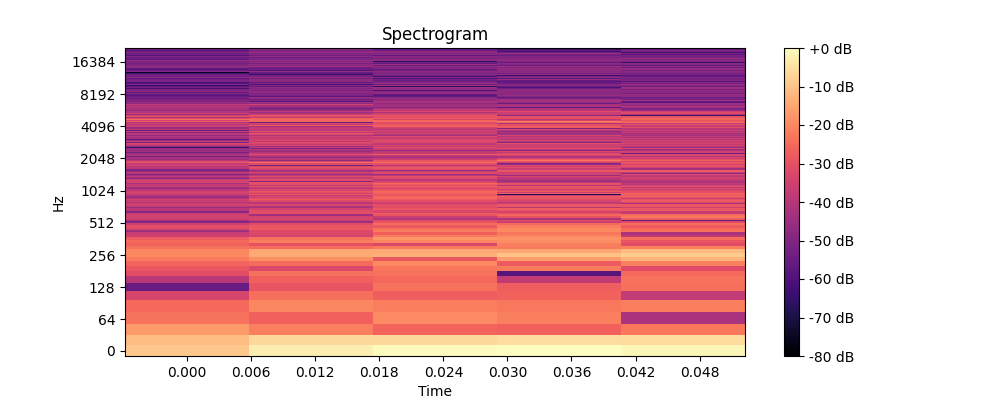 Spectrogram
Hz
16384
8192
4096
2048
1024
512
256
128
64
0
0.000 0.006 0.012 0.018 0.024 0.030 0.036 0.042 0.048
Time
+0 dB
-10 dB
-20 dB
-30 dB
-40 dB
-50 dB
-60 dB
-70 dB
-80 dB